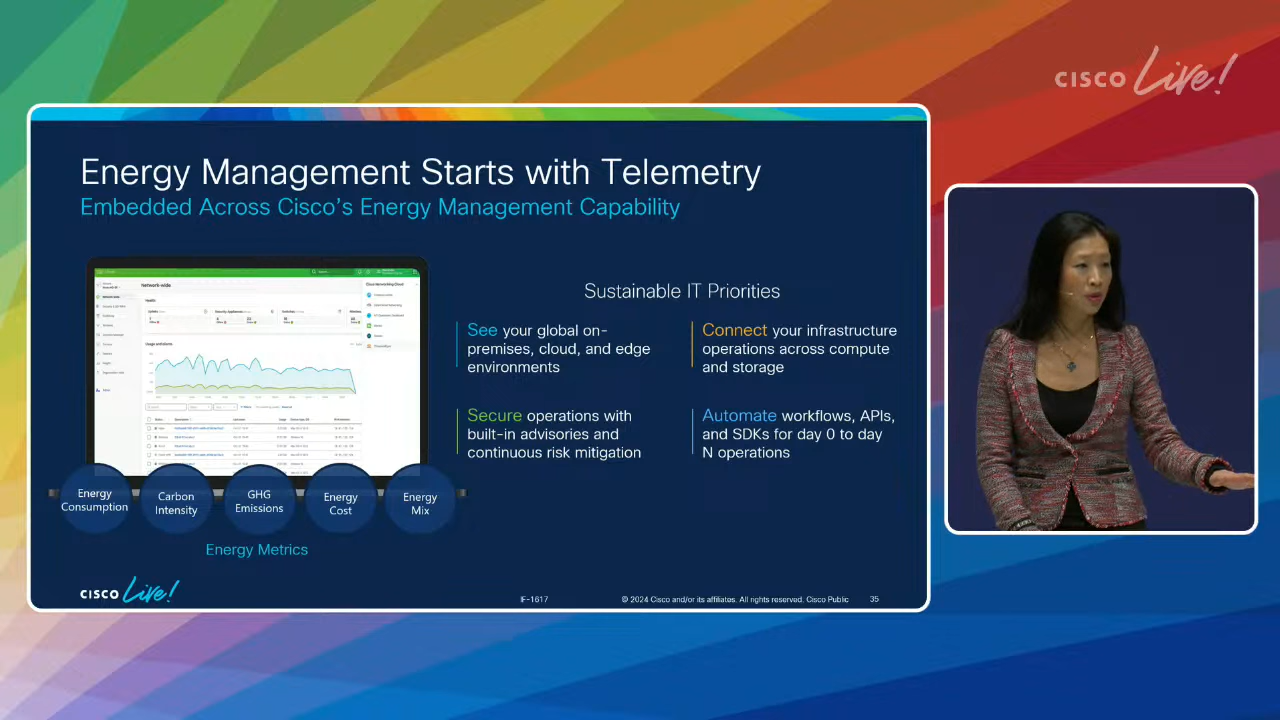 CISCO Live!
Energy Management Starts with Telemetry
Embedded Across Cisco's Energy Management Capability
Network-wide
Sustainable IT Priorities
See your global on-
premises, cloud, and edge
environments
Connect your infrastructure
operations across compute
and storage
Secure operations with
built-in advisories and
continuous risk mitigation
Automate workflows, APIs,
and SDKs for day 0 to day
N operations
Energy
Consumption
Carbon
Intensity
GHG
Emissions
Energy
Cost
Energy
Mix
Energy Metrics
CISCO Live!
IF-1617
© 2024 Cisco and/or its affiliates. All rights reserved. Cisco Public
35